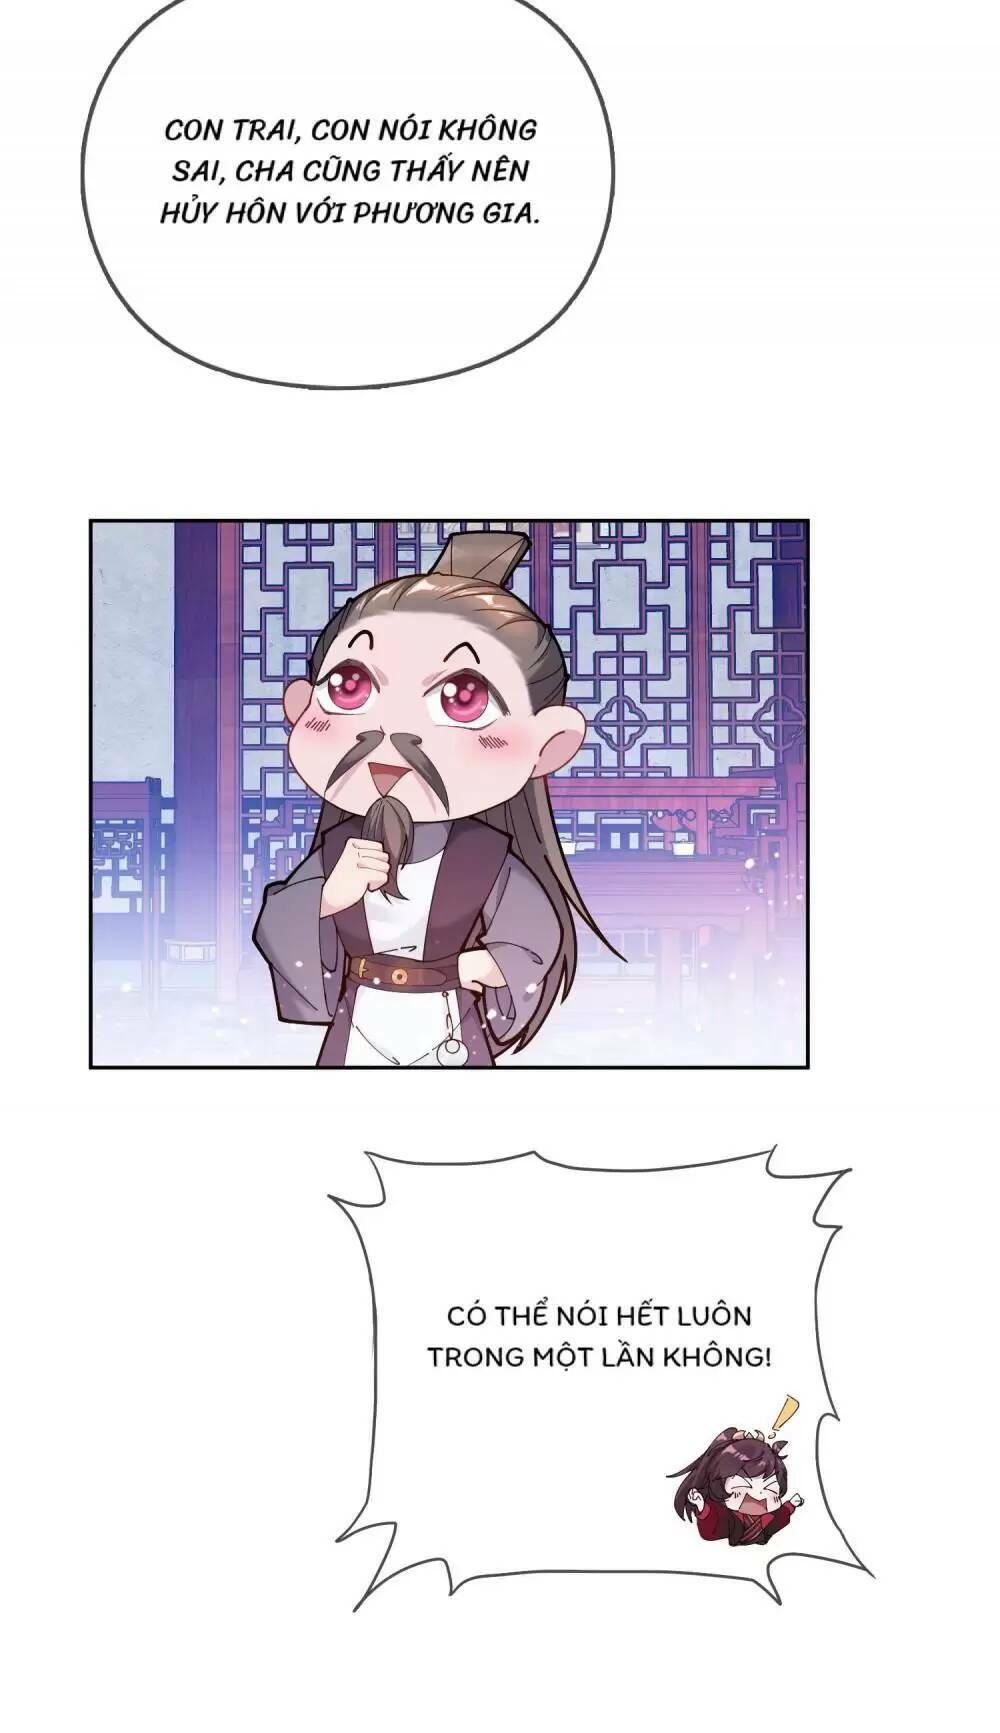 CON TRAI, CON NÓI KHÔNG
SAI, CHA CŨNG THẤY NÊN
HỦY HÔN VỚI PHƯƠNG GIA.
CÓ THỂ NÓI HẾT LUÔN
TRONG MỘT LẦN KHÔNG!